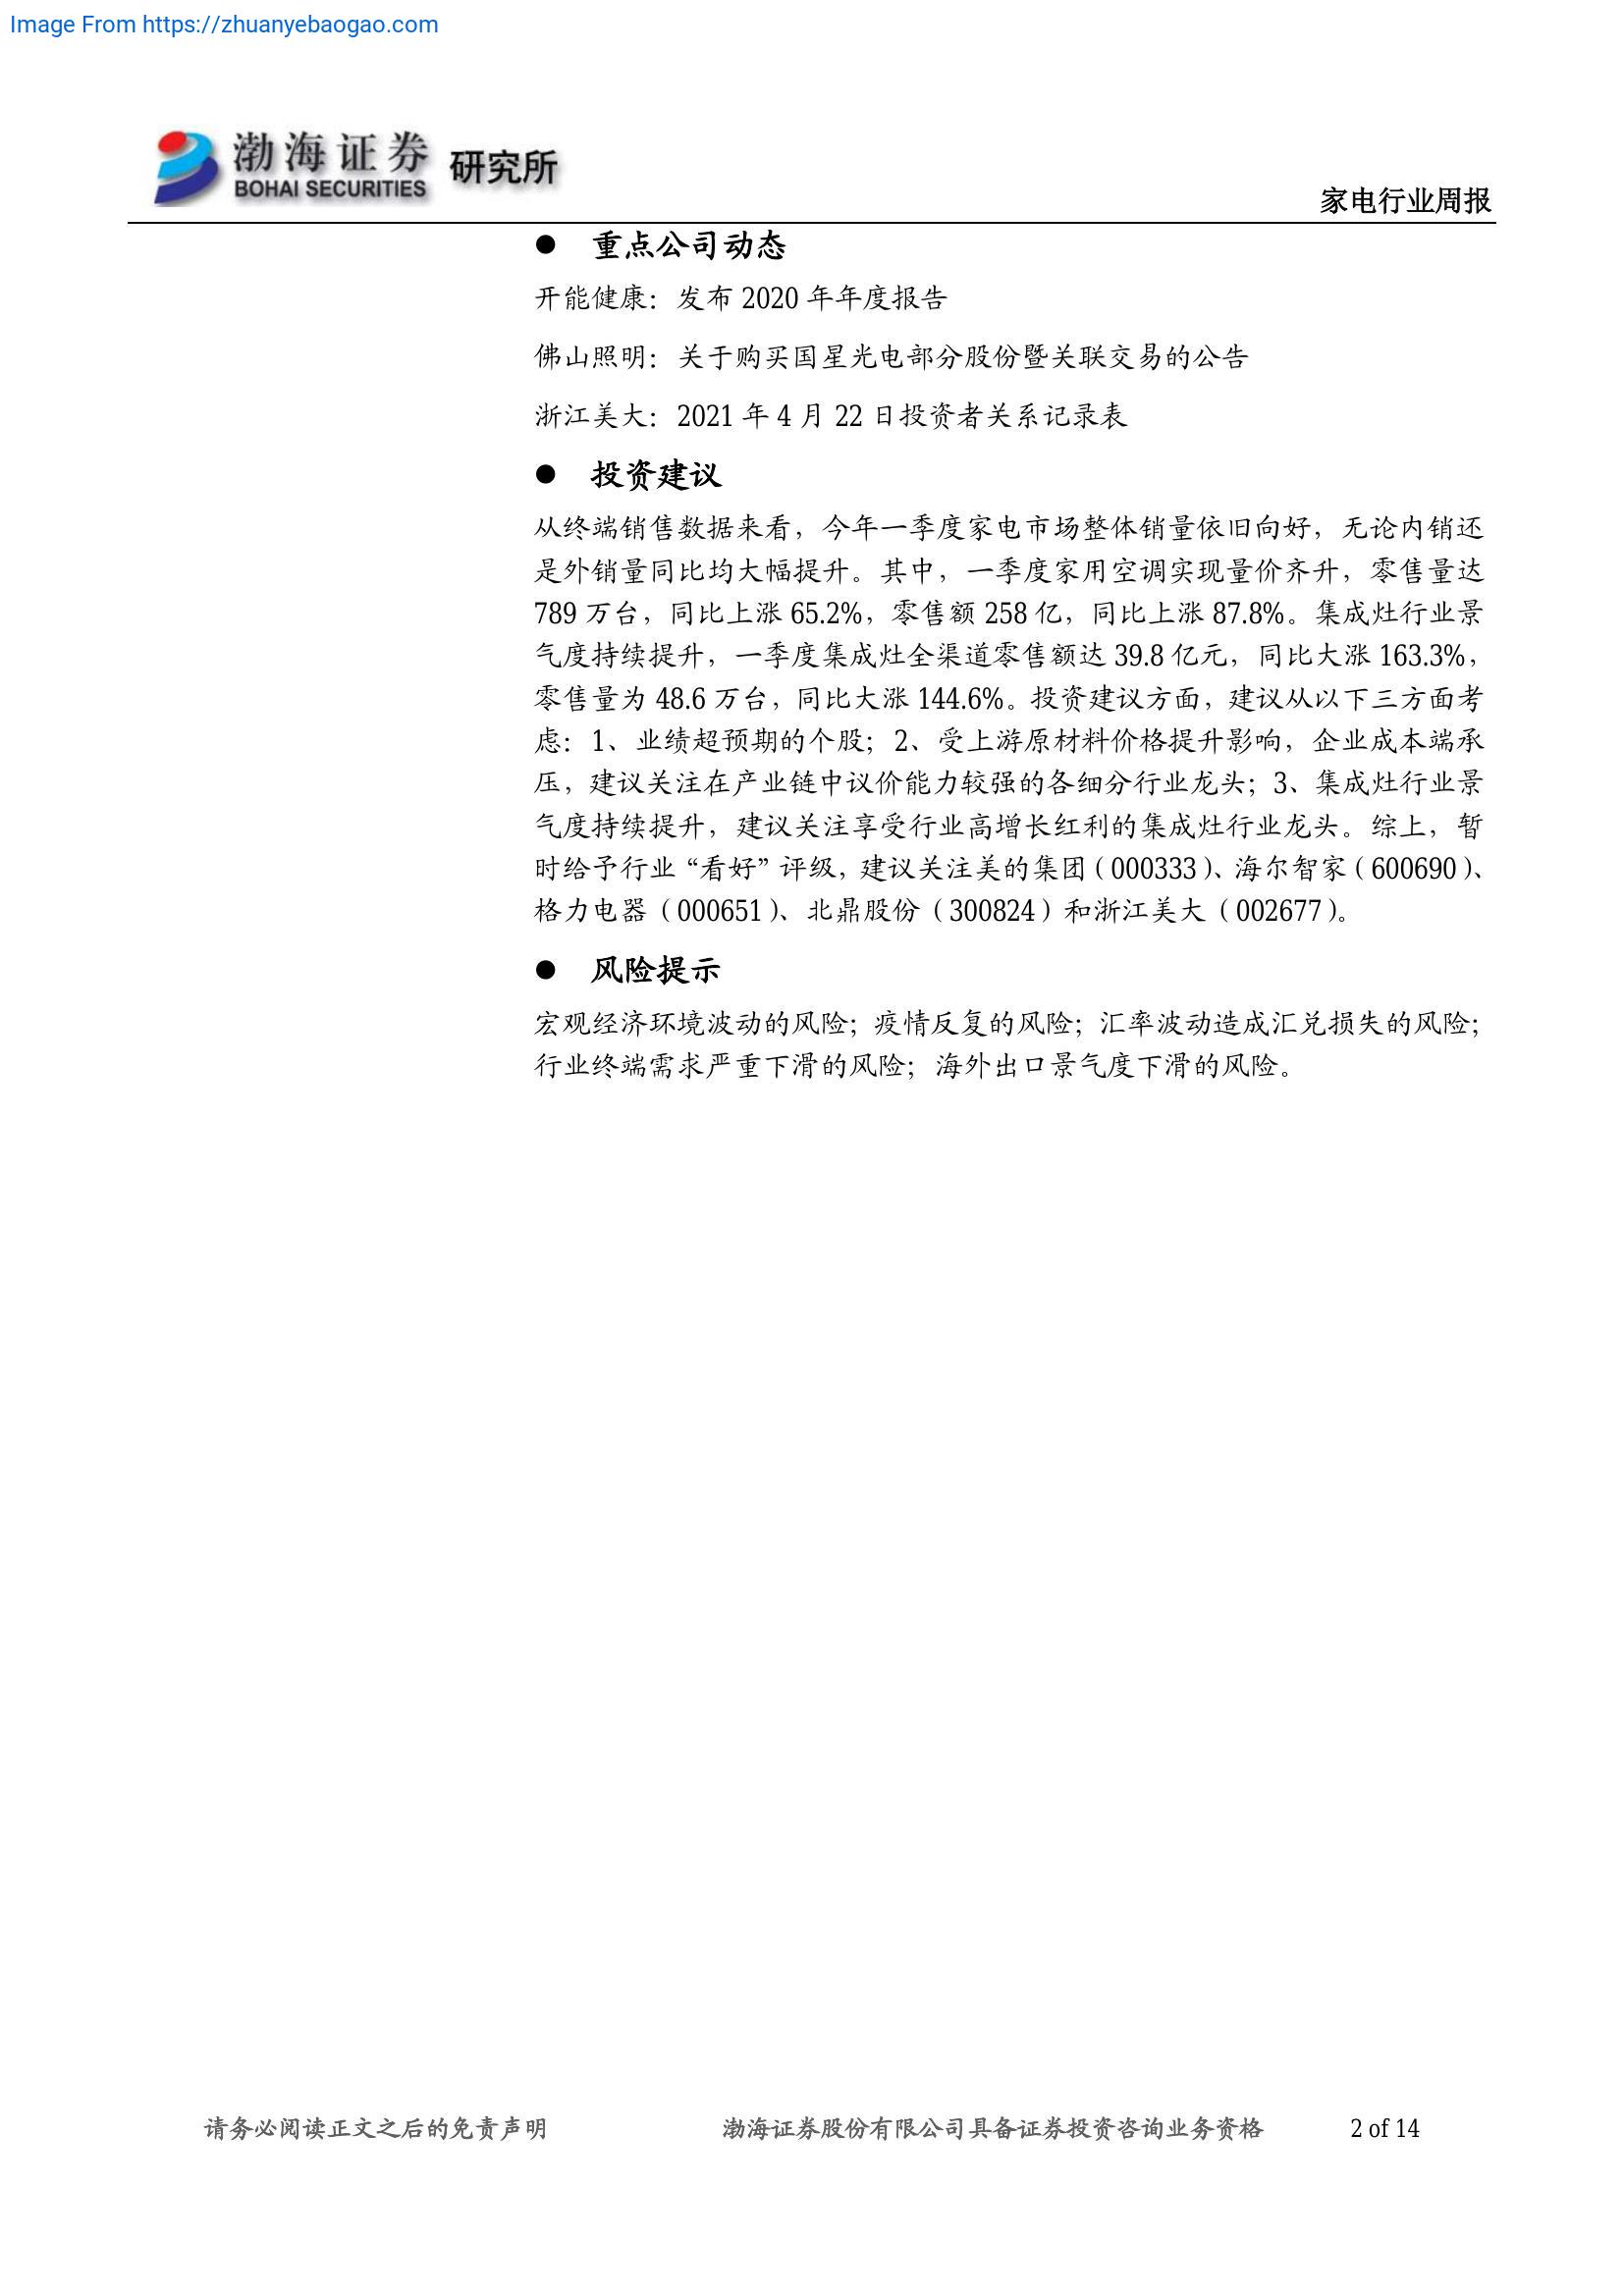 Image From https://zhuanyebaogao.com
渤海证券 研究所
BOHAI SECURITIES
家电行业周报
● 重点公司动态
开能健康：发布 2020 年年度报告
佛山照明：关于购买国星光电部分股份暨关联交易的公告
浙江美大：2021 年 4 月 22 日投资者关系记录表
● 投资建议
从终端销售数据来看，今年一季度家电市场整体销量依旧向好，无论内销还
是外销量同比均大幅提升。其中，一季度家用空调实现量价齐升，零售量达
789 万台，同比上涨 65.2%，零售额 258 亿，同比上涨 87.8%。集成灶行业景
气度持续提升，一季度集成灶全渠道零售额达 39.8 亿元，同比大涨 163.3%，
零售量为 48.6 万台，同比大涨 144.6%。投资建议方面，建议从以下三方面考
虑：1、业绩超预期的个股；2、受上游原材料价格提升影响，企业成本端承
压，建议关注在产业链中议价能力较强的各细分行业龙头；3、集成灶行业景
气度持续提升，建议关注享受行业高增长红利的集成灶行业龙头。综上，暂
时给予行业“看好”评级，建议关注美的集团（000333）、海尔智家（600690）、
格力电器（000651）、北鼎股份（300824）和浙江美大（002677）。
● 风险提示
宏观经济环境波动的风险；疫情反复的风险；汇率波动造成汇兑损失的风险；
行业终端需求严重下滑的风险；海外出口景气度下滑的风险。
请务必阅读正文之后的免责声明 渤海证券股份有限公司具备证券投资咨询业务资格 2 of 14